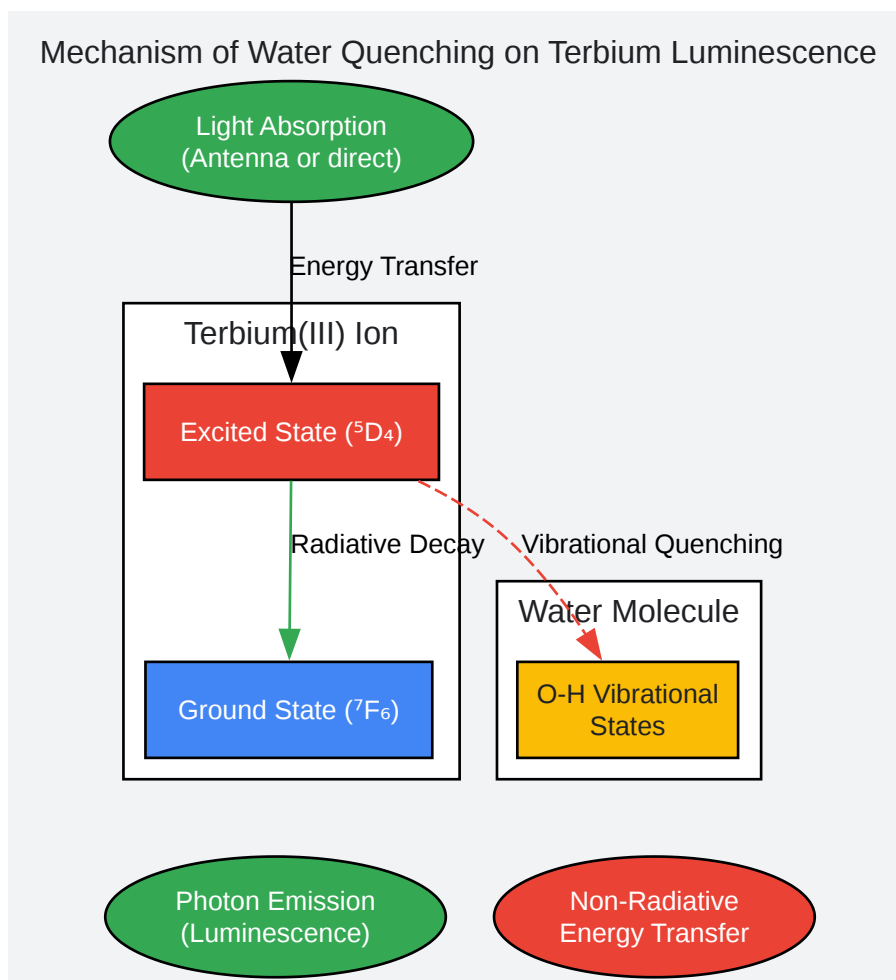 Mechanism of Water Quenching on Terbium Luminescence
Light Absorption
(Antenna or direct)
Energy Transfer
Terbium(III) Ion
Excited State (⁵D₄)
Radiative Decay
Vibrational Quenching
Water Molecule
Ground State (⁷F₆)
O-H Vibrational
States
Photon Emission
(Luminescence)
Non-Radiative
Energy Transfer